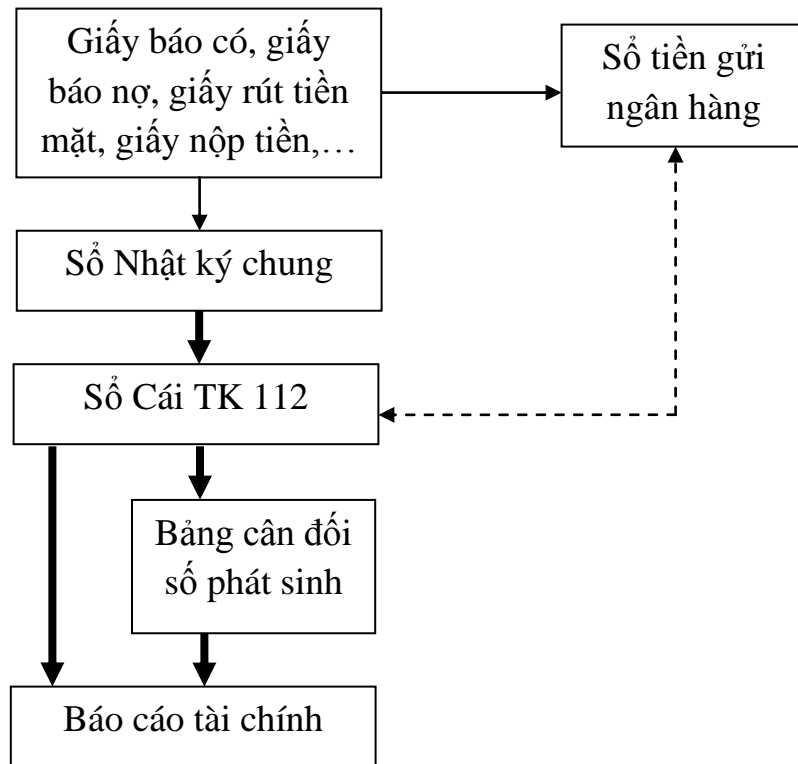 Giấy báo có, giấy
báo nợ, giấy rút tiền
mặt, giấy nộp tiền,…
Sổ tiền gửi
ngân hàng
Sổ Nhật ký chung
Sổ Cái TK 112
Bảng cân đối
số phát sinh
Báo cáo tài chính